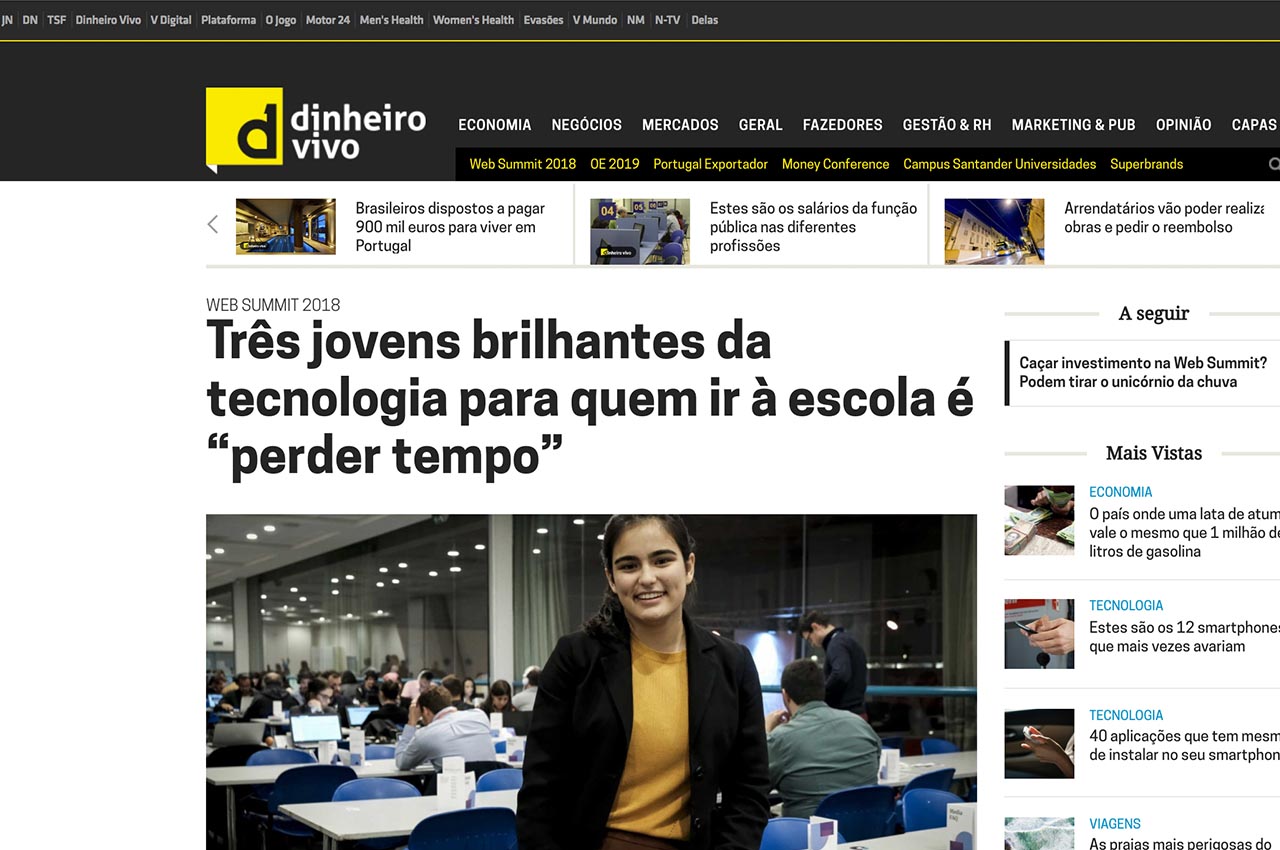 JN DN TSF Dinheiro Vivo V Digital Plataforma O Jogo Motor 24 Men's Health Women's Health Evasões V Mundo NM N-TV Delas
dinheiro
vivo
ECONOMIA NEGÓCIOS MERCADOS GERAL FAZEDORES GESTÃO & RH MARKETING & PUB OPINIÃO CAPAS
Web Summit 2018 OE 2019 Portugal Exportador Money Conference Campus Santander Universidades Superbrands
Brasileiros dispostos a pagar
900 mil euros para viver em
Portugal
04 05
Estes são os salários da função
pública nas diferentes
profissões
Arrendatários vão poder realiza
obras e pedir o reembolso
WEB SUMMIT 2018
Três jovens brilhantes da
tecnologia para quem ir à escola é
“perder tempo”
A seguir
Caçar investimento na Web Summit?
Podem tirar o unicórnio da chuva
Mais Vistas
ECONOMIA
O país onde uma lata de atum
vale o mesmo que 1 milhão de
litros de gasolina
TECNOLOGIA
Estes são os 12 smartphones
que mais vezes avariam
TECNOLOGIA
40 aplicações que tem mesm
de instalar no seu smartphon
VIAGENS
As praias mais perigosas do